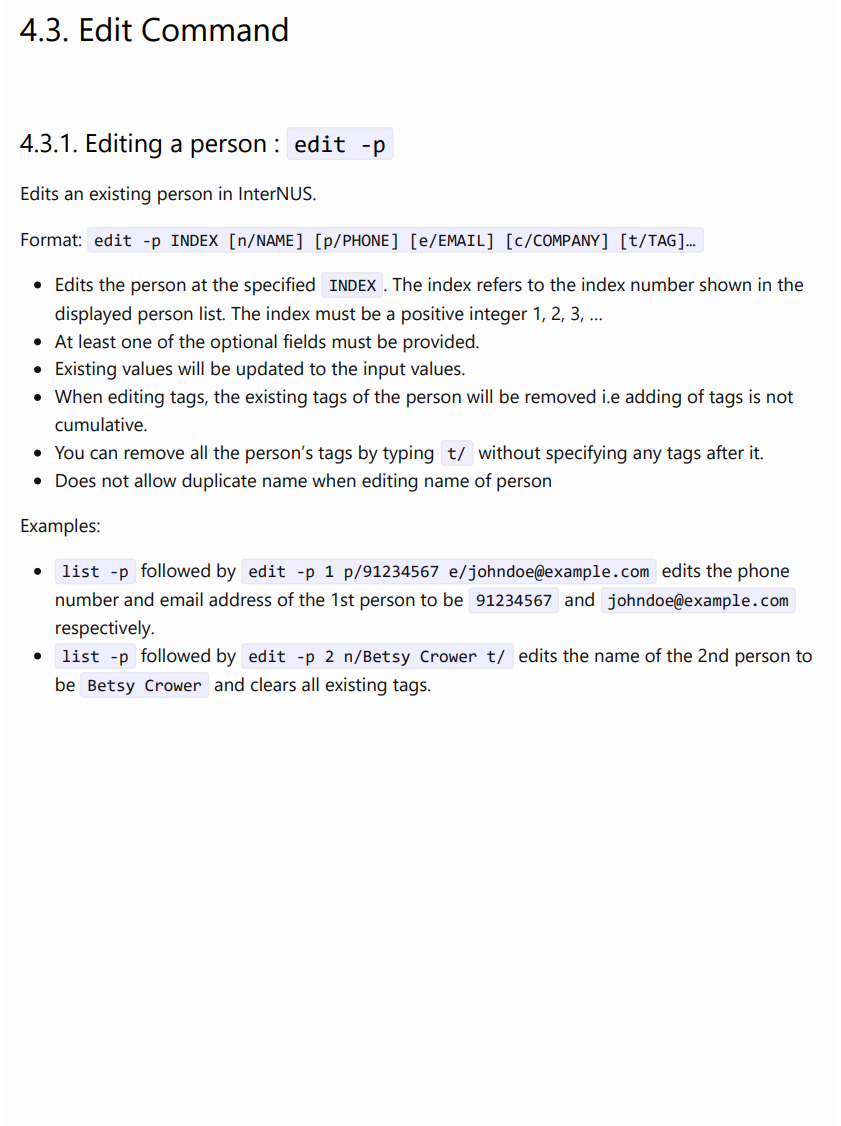 4.3. Edit Command
4.3.1. Editing a person : edit -p
Edits an existing person in InterNUS.
Format: edit -p INDEX [n/NAME] [p/PHONE] [e/EMAIL] [c/COMPANY] [t/TAG]…
• Edits the person at the specified INDEX. The index refers to the index number shown in the
displayed person list. The index must be a positive integer 1, 2, 3, …
• At least one of the optional fields must be provided.
• Existing values will be updated to the input values.
• When editing tags, the existing tags of the person will be removed i.e adding of tags is not
cumulative.
• You can remove all the person’s tags by typing t/ without specifying any tags after it.
• Does not allow duplicate name when editing name of person
Examples:
• list -p followed by edit -p 1 p/91234567 e/johndoe@example.com edits the phone
number and email address of the 1st person to be 91234567 and johndoe@example.com
respectively.
• list -p followed by edit -p 2 n/Betsy Crower t/ edits the name of the 2nd person to
be Betsy Crower and clears all existing tags.